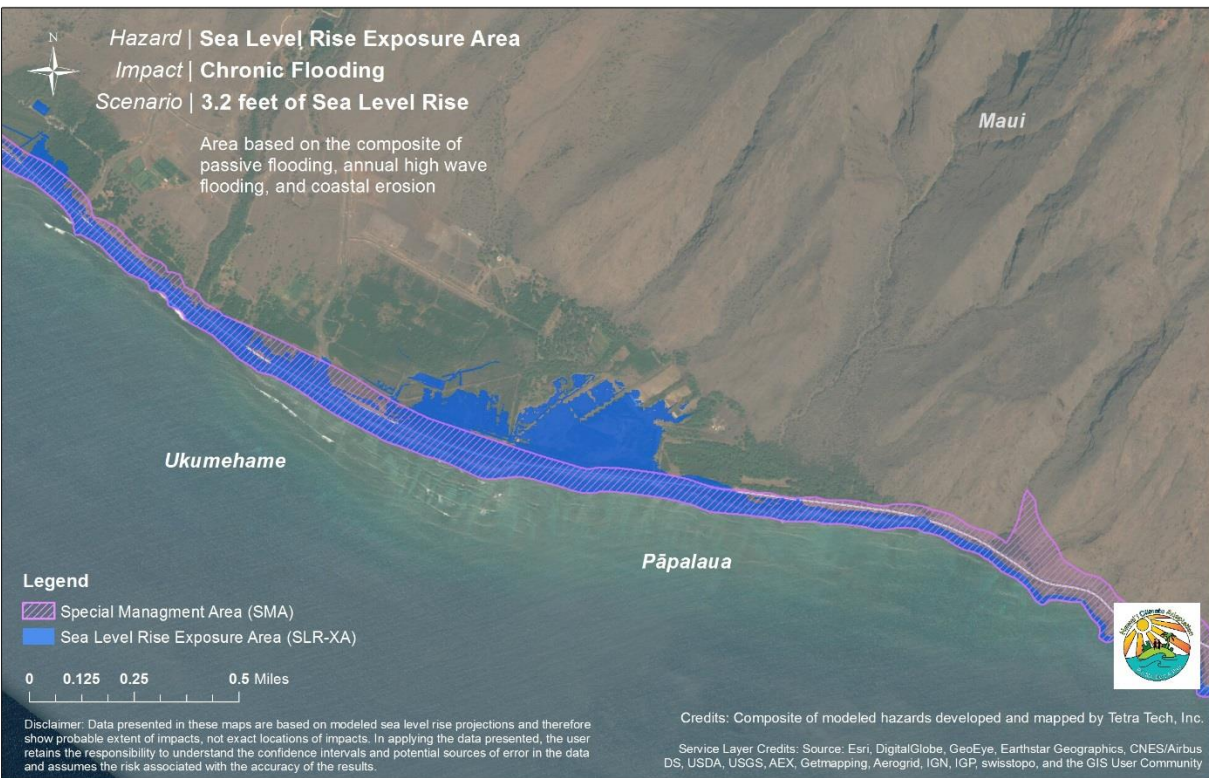 N
Hazard | Sea Level Rise Exposure Area
Impact | Chronic Flooding
Scenario | 3.2 feet of Sea Level Rise
Area based on the composite of
passive flooding, annual high wave
flooding, and coastal erosion
Maui
Ukumehame
Pāpalaua
Legend
Special Managment Area (SMA)
Sea Level Rise Exposure Area (SLR-XA)
0 0.125 0.25 0.5 Miles
Disclaimer: Data presented in these maps are based on modeled sea level rise projections and therefore
show probable extent of impacts, not exact locations of impacts. In applying the data presented, the user
retains the responsibility to understand the confidence intervals and potential sources of error in the data
and assumes the risk associated with the accuracy of the results.
Credits: Composite of modeled hazards developed and mapped by Tetra Tech, Inc.
Service Layer Credits: Source: Esri, DigitalGlobe, GeoEye, Earthstar Geographics, CNES/Airbus
DS, USDA, USGS, AEX, Getmapping, Aerogrid, IGN, IGP, swisstopo, and the GIS User Community